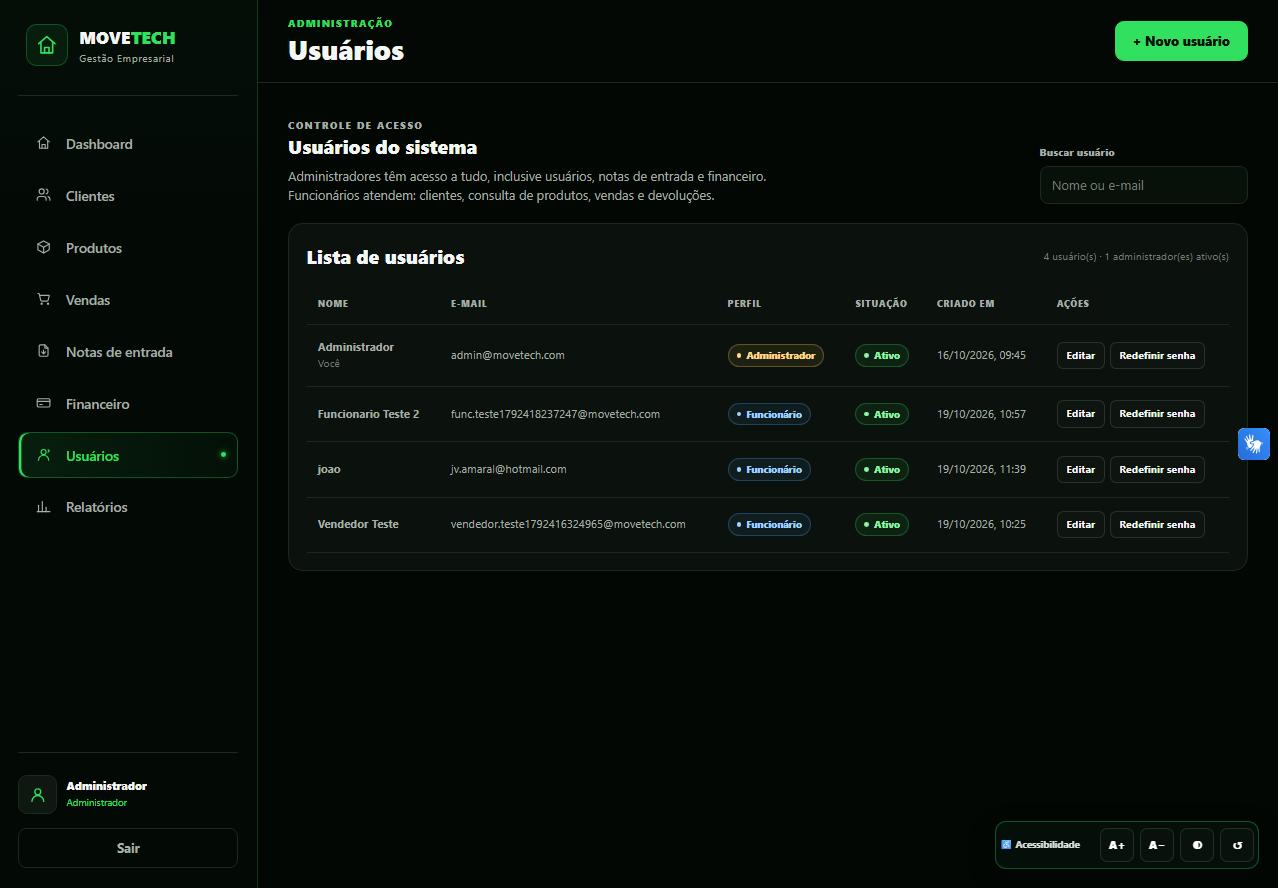 MOVETECH
Gestão Empresarial
Dashboard
Clientes
Produtos
Vendas
Notas de entrada
Financeiro
Usuários
Relatórios
Administrador
Administrador
Sair
ADMINISTRAÇÃO
Usuários
+ Novo usuário
CONTROLE DE ACESSO
Usuários do sistema
Administradores têm acesso a tudo, inclusive usuários, notas de entrada e financeiro.
Funcionários atendem: clientes, consulta de produtos, vendas e devoluções.
Buscar usuário
Nome ou e-mail
Lista de usuários
4 usuário(s) · 1 administrador(es) ativo(s)
NOME E-MAIL PERFIL SITUAÇÃO CRIADO EM AÇÕES
Administrador admin@movetech.com Administrador Ativo 16/10/2026, 09:45 Editar Redefinir senha
Você
Funcionario Teste 2 func.teste1792418237247@movetech.com Funcionário Ativo 19/10/2026, 10:57 Editar Redefinir senha
joao jv.amaral@hotmail.com Funcionário Ativo 19/10/2026, 11:39 Editar Redefinir senha
Vendedor Teste vendedor.teste1792416324965@movetech.com Funcionário Ativo 19/10/2026, 10:25 Editar Redefinir senha
Acessibilidade A+ A−